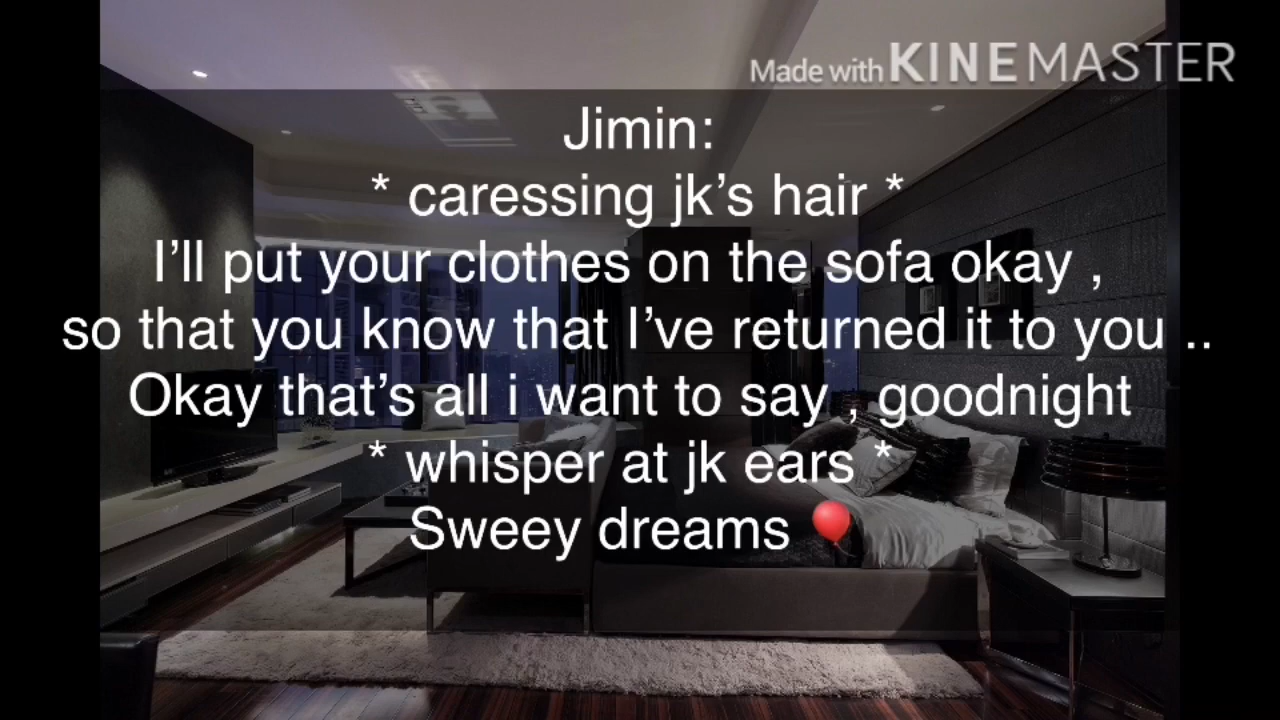 Made with KINEMASTER
Jimin:
* caressing jk’s hair *
I’ll put your clothes on the sofa okay ,
so that you know that I’ve returned it to you ..
Okay that’s all i want to say , goodnight
* whisper at jk ears *
Sweey dreams 🎈